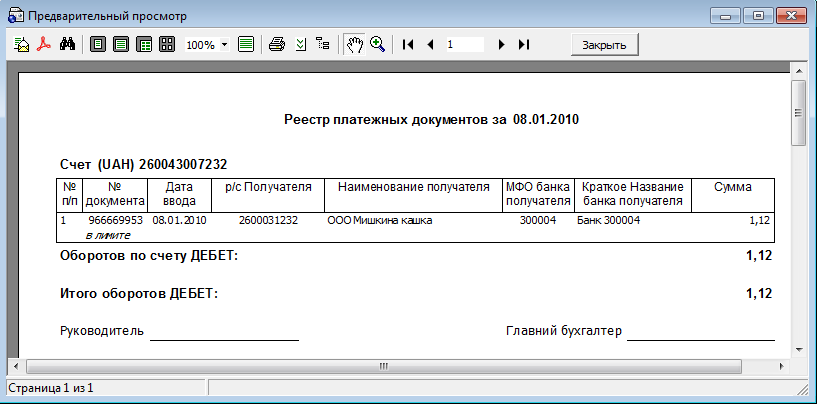 Предварительный просмотр
100% 1 Закрыть
Реестр платежных документов за 08.01.2010
Счет (UAH) 260043007232
№ п/п № документа Дата ввода р/с Получателя Наименование получателя МФО банка получателя Краткое Название банка получателя Сумма
1 966669953 08.01.2010 2600031232 ООО Мишкина кашка 300004 Банк 300004 1,12
в лимите
Оборотов по счету ДЕБЕТ: 1,12
Итого оборотов ДЕБЕТ: 1,12
Руководитель Главний бухгалтер
Страница 1 из 1